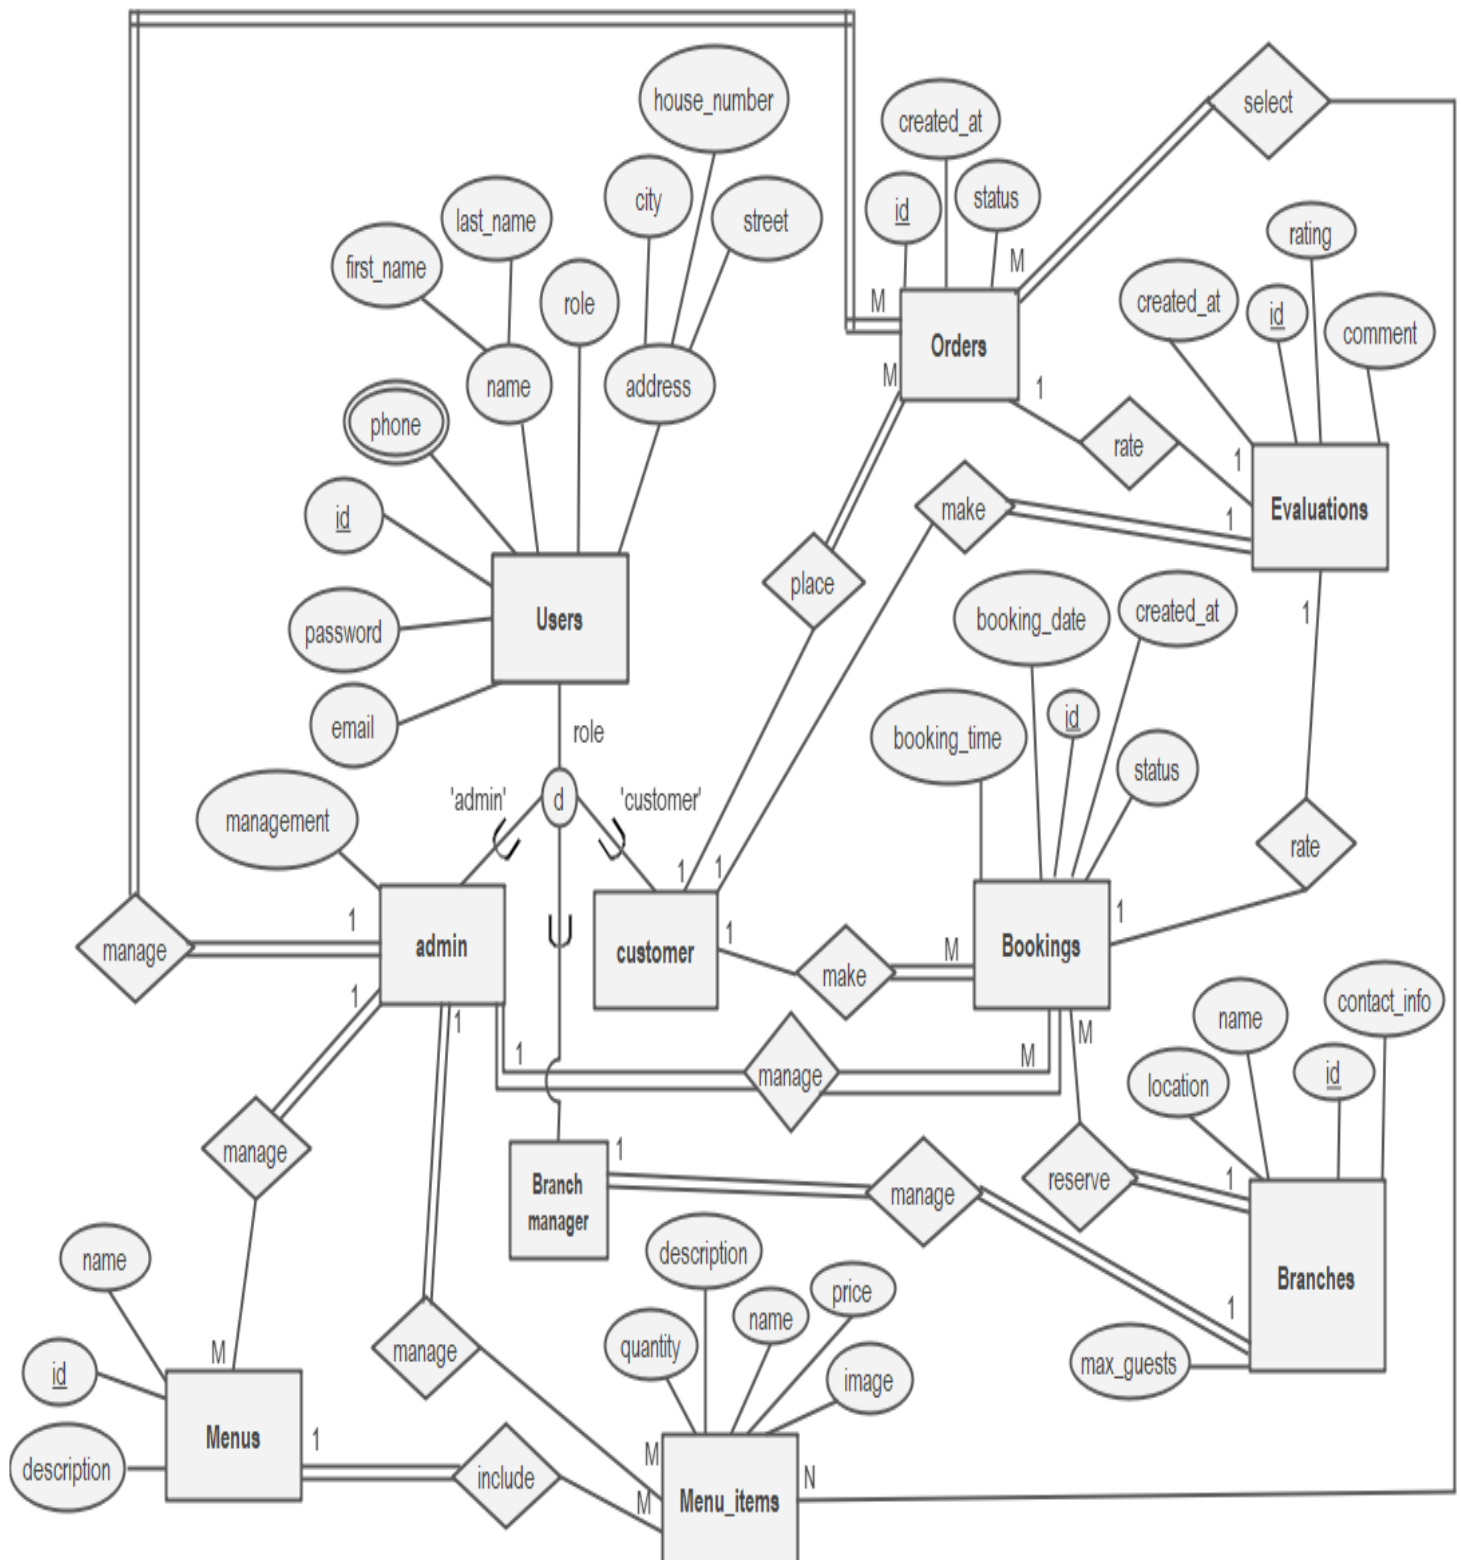 house_number
created_at
select
city
last_name
street
id
status
first_name
rating
role
M
created_at
id
M
comment
Orders
name
address
M
1
phone
rate
1
id
make
1
Evaluations
place
Users
password
booking_date
created_at
1
email
role
booking_time
id
status
'admin'
d
'customer'
management
rate
1
1
1
1
1
manage
admin
customer
make
M
Bookings
1
1
contact_info
name
1
M
M
manage
location
id
manage
1
Branch
manager
manage
reserve
1
name
description
price
Branches
name
1
quantity
manage
M
max_guests
id
image
Menus
1
M
description
include
N
M
Menu_items